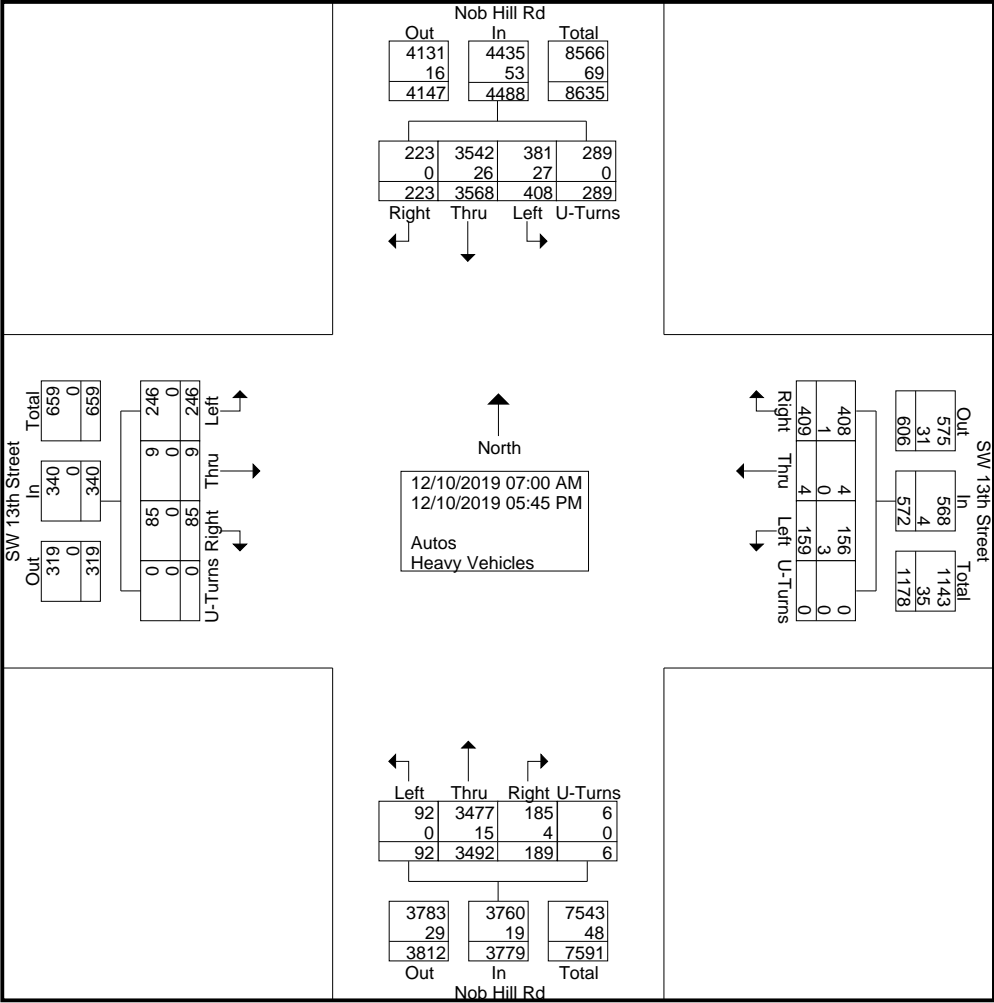 Nob Hill Rd
Out In Total
4131 4435 8566
16 53 69
4147 4488 8635
223 3542 381 289
0 26 27 0
223 3568 408 289
Right Thru Left U-Turns
SW 13th Street
Total In Out
659 340 319
0 0 0
659 340 319
246 9 85 0
0 0 0 0
246 9 85 0
Left Thru Right U-Turns
North
12/10/2019 07:00 AM
12/10/2019 05:45 PM
Autos
Heavy Vehicles
SW 13th Street
Out In Total
575 568 1143
31 4 35
606 572 1178
408 4 156 0
1 0 3 0
409 4 159 0
Right Thru Left U-Turns
Left Thru Right U-Turns
92 3477 185 6
0 15 4 0
92 3492 189 6
3783 3760 7543
29 19 48
3812 3779 7591
Out In Total
Nob Hill Rd